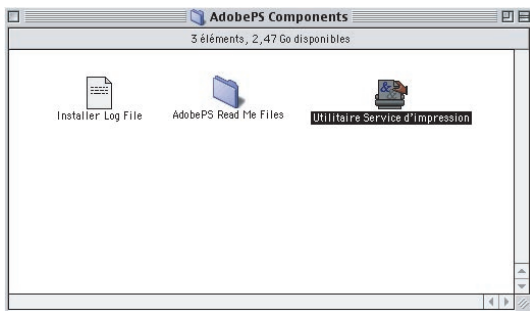 AdobePS Components
3 éléments, 2,47 Go disponibles
Installer Log File
AdobePS Read Me Files
Utilitaire Service d'impression